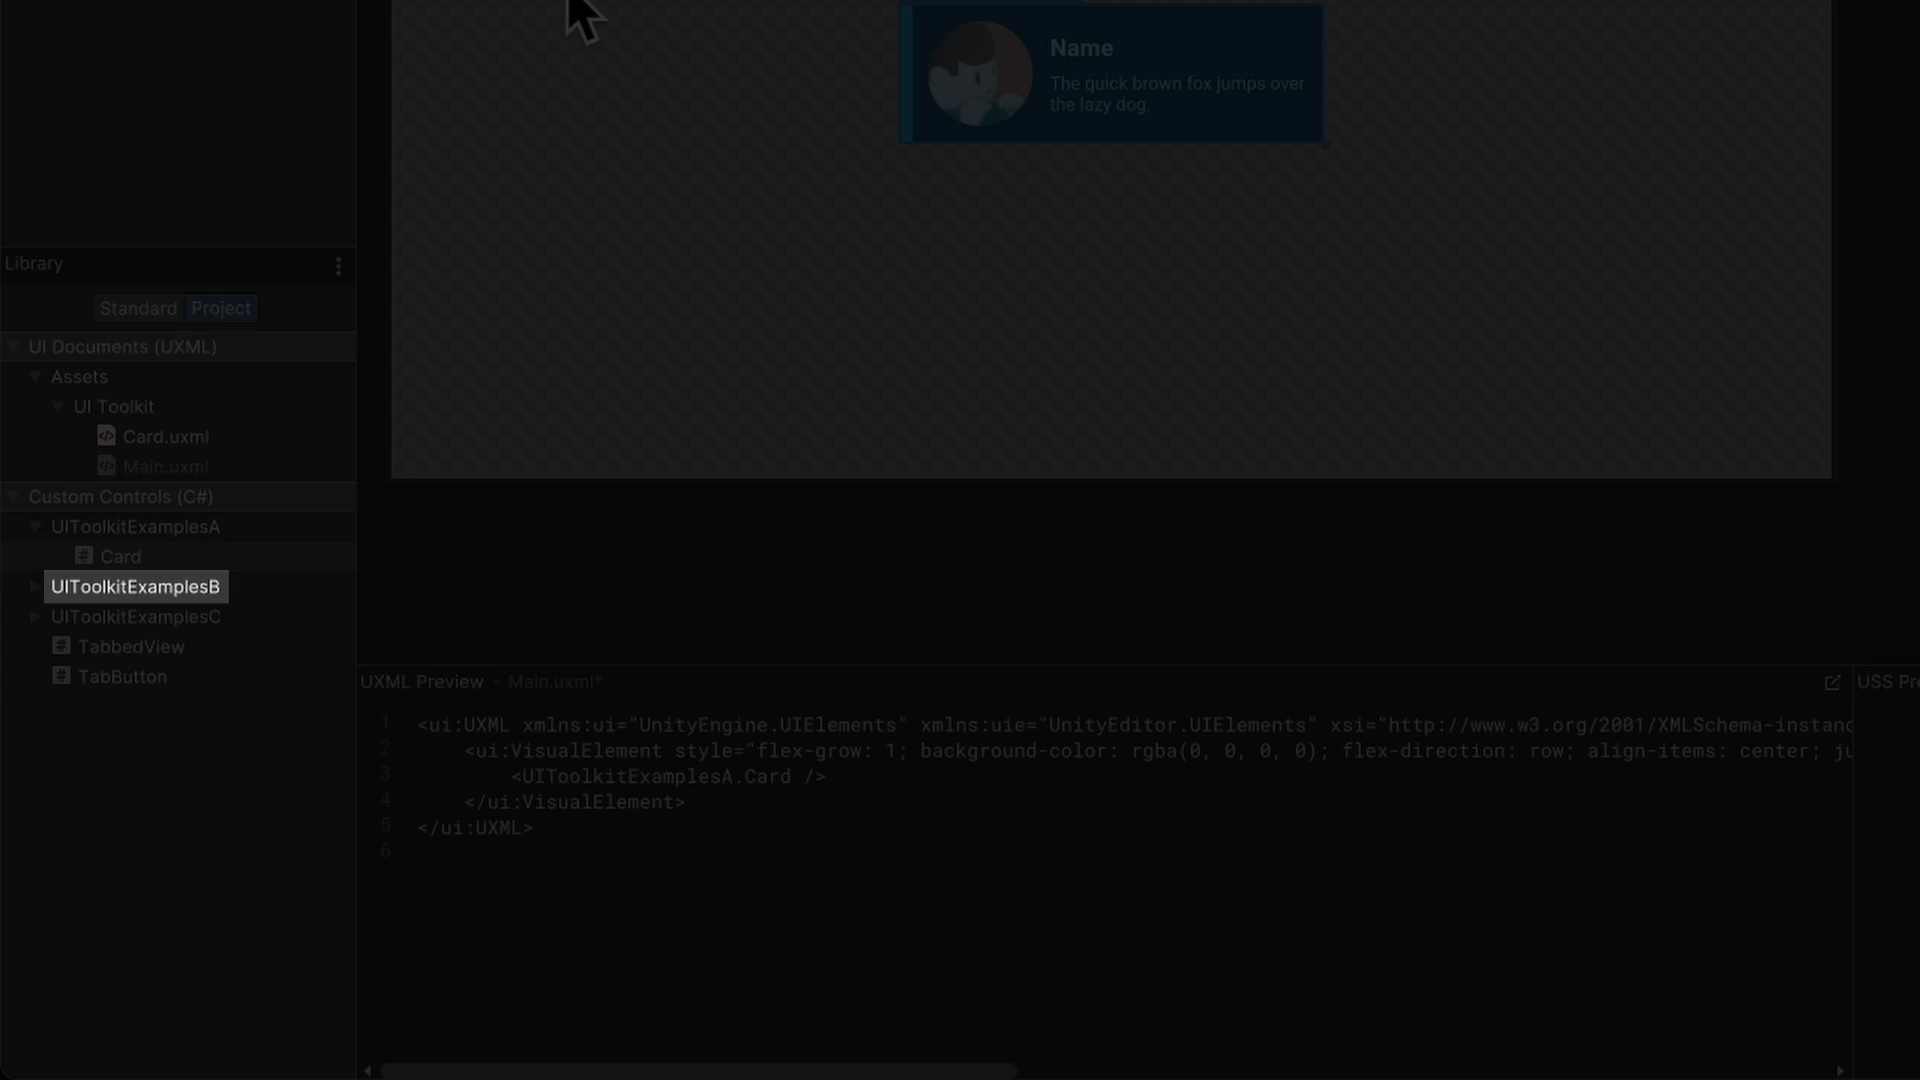 Name
The quick brown fox jumps over
the lazy dog.
Library
Standard Project
UI Documents (UXML)
Assets
UI Toolkit
Card.uxml
Main.uxml
Custom Controls (C#)
UIToolkitExamplesA
Card
UIToolkitExamplesB
UIToolkitExamplesC
TabbedView
TabButton
UXML Preview - Main.uxml*
USS Pre
1 <ui:UXML xmlns:ui="UnityEngine.UIElements" xmlns:uie="UnityEditor.UIElements" xsi="http://www.w3.org/2001/XMLSchema-instanc
2 <ui:VisualElement style="flex-grow: 1; background-color: rgba(0, 0, 0, 0); flex-direction: row; align-items: center; ju
3 <UIToolkitExamplesA.Card />
4 </ui:VisualElement>
5 </ui:UXML>
6